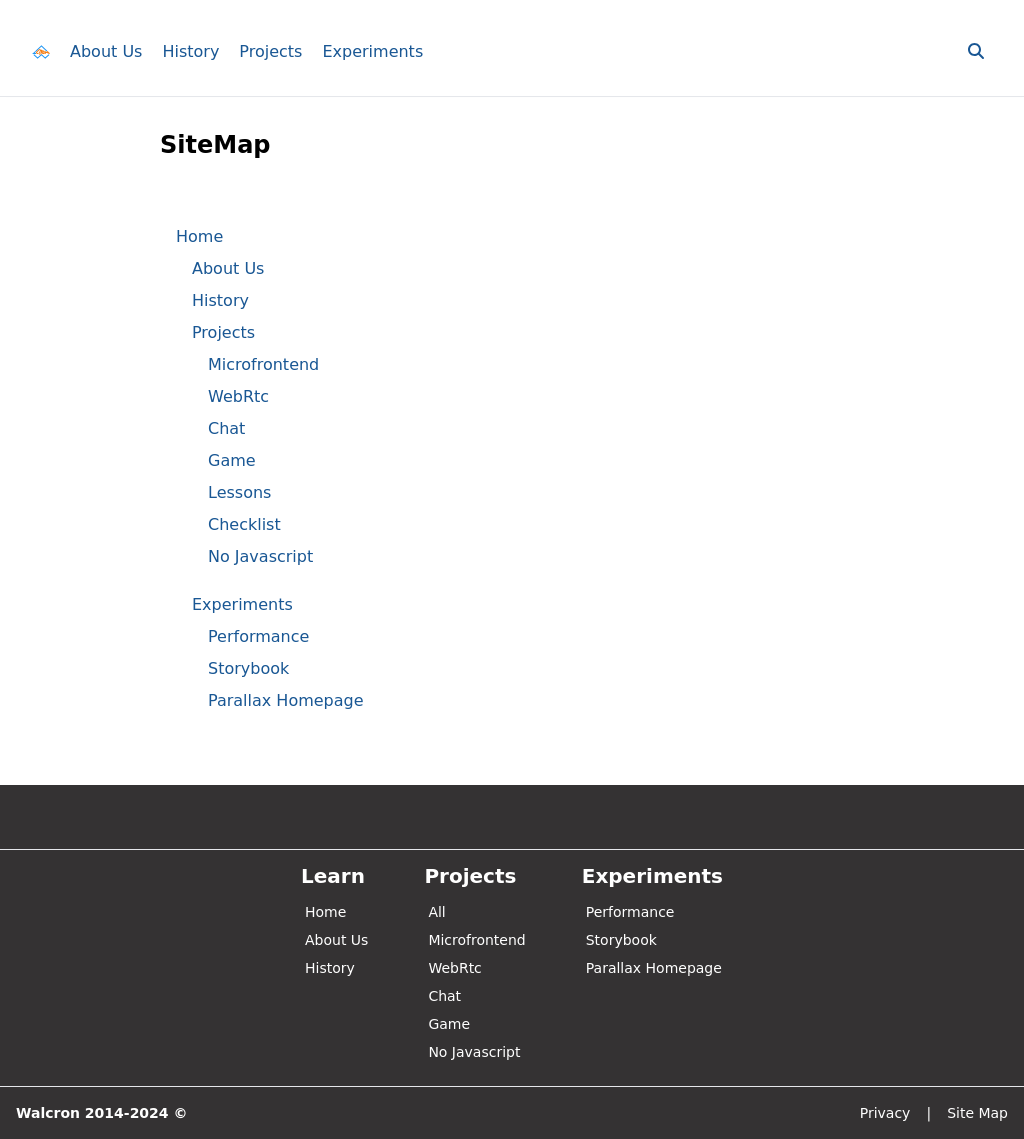 About Us History Projects Experiments
SiteMap
Home
About Us
History
Projects
Microfrontend
WebRtc
Chat
Game
Lessons
Checklist
No Javascript
Experiments
Performance
Storybook
Parallax Homepage
Learn
Home
About Us
History
Projects
All
Microfrontend
WebRtc
Chat
Game
No Javascript
Experiments
Performance
Storybook
Parallax Homepage
Walcron 2014-2024 ©
Privacy | Site Map